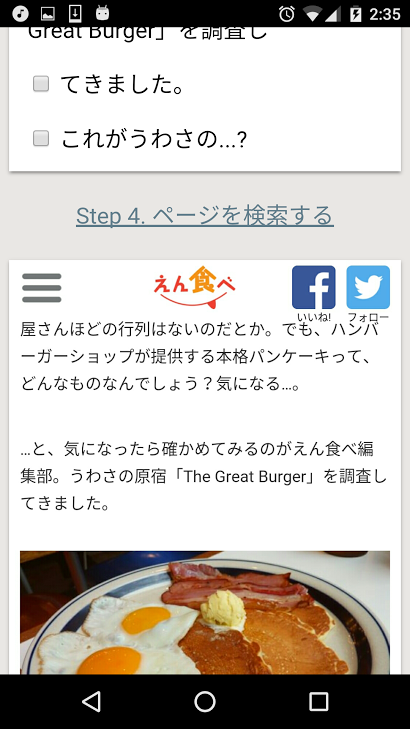 2:35
Great Burger」を調査し
てきました。
これがうわさの...?
Step 4. ページを検索する
えん食べ
いいね!
フォロー
屋さんほどの行列はないのだとか。でも、ハンバ
ーガーショップが提供する本格パンケーキって、
どんなものなんでしょう？気になる…。
…と、気になったら確かめてみるのがえん食べ編
集部。うわさの原宿「The Great Burger」を調査し
てきました。